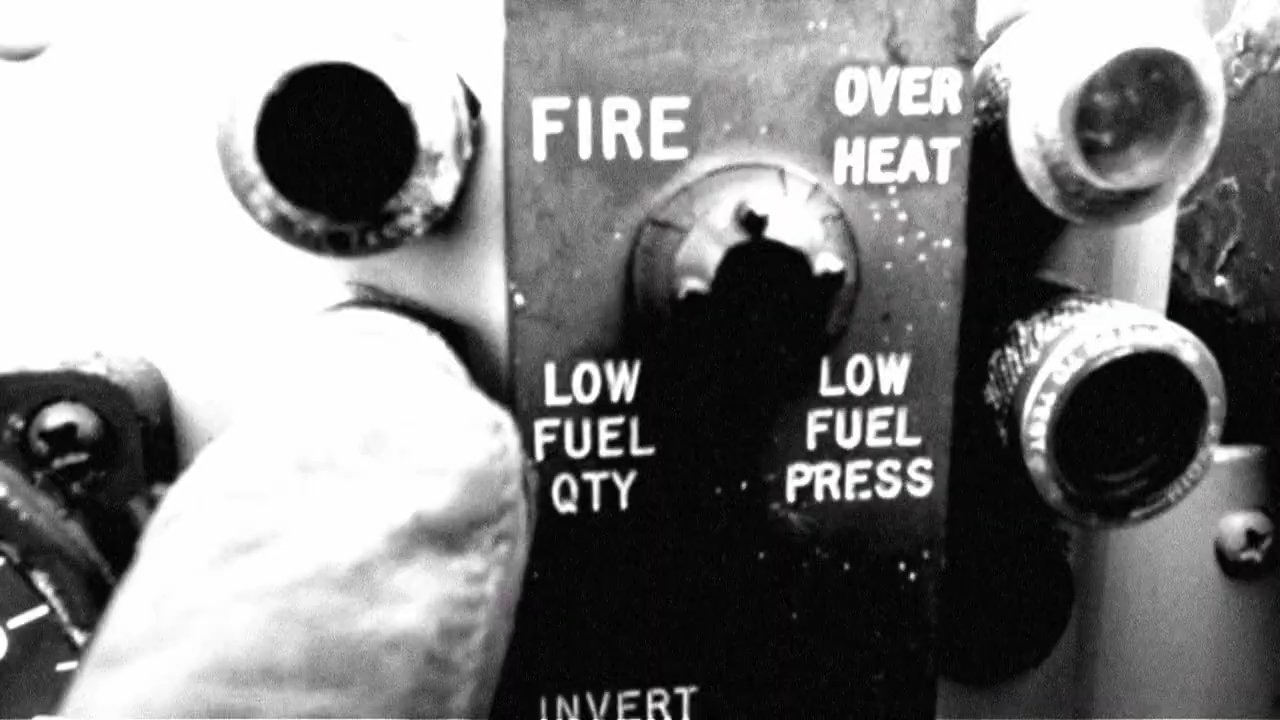 FIRE
OVER
HEAT
LOW
FUEL
QTY
LOW
FUEL
PRESS
INVERT